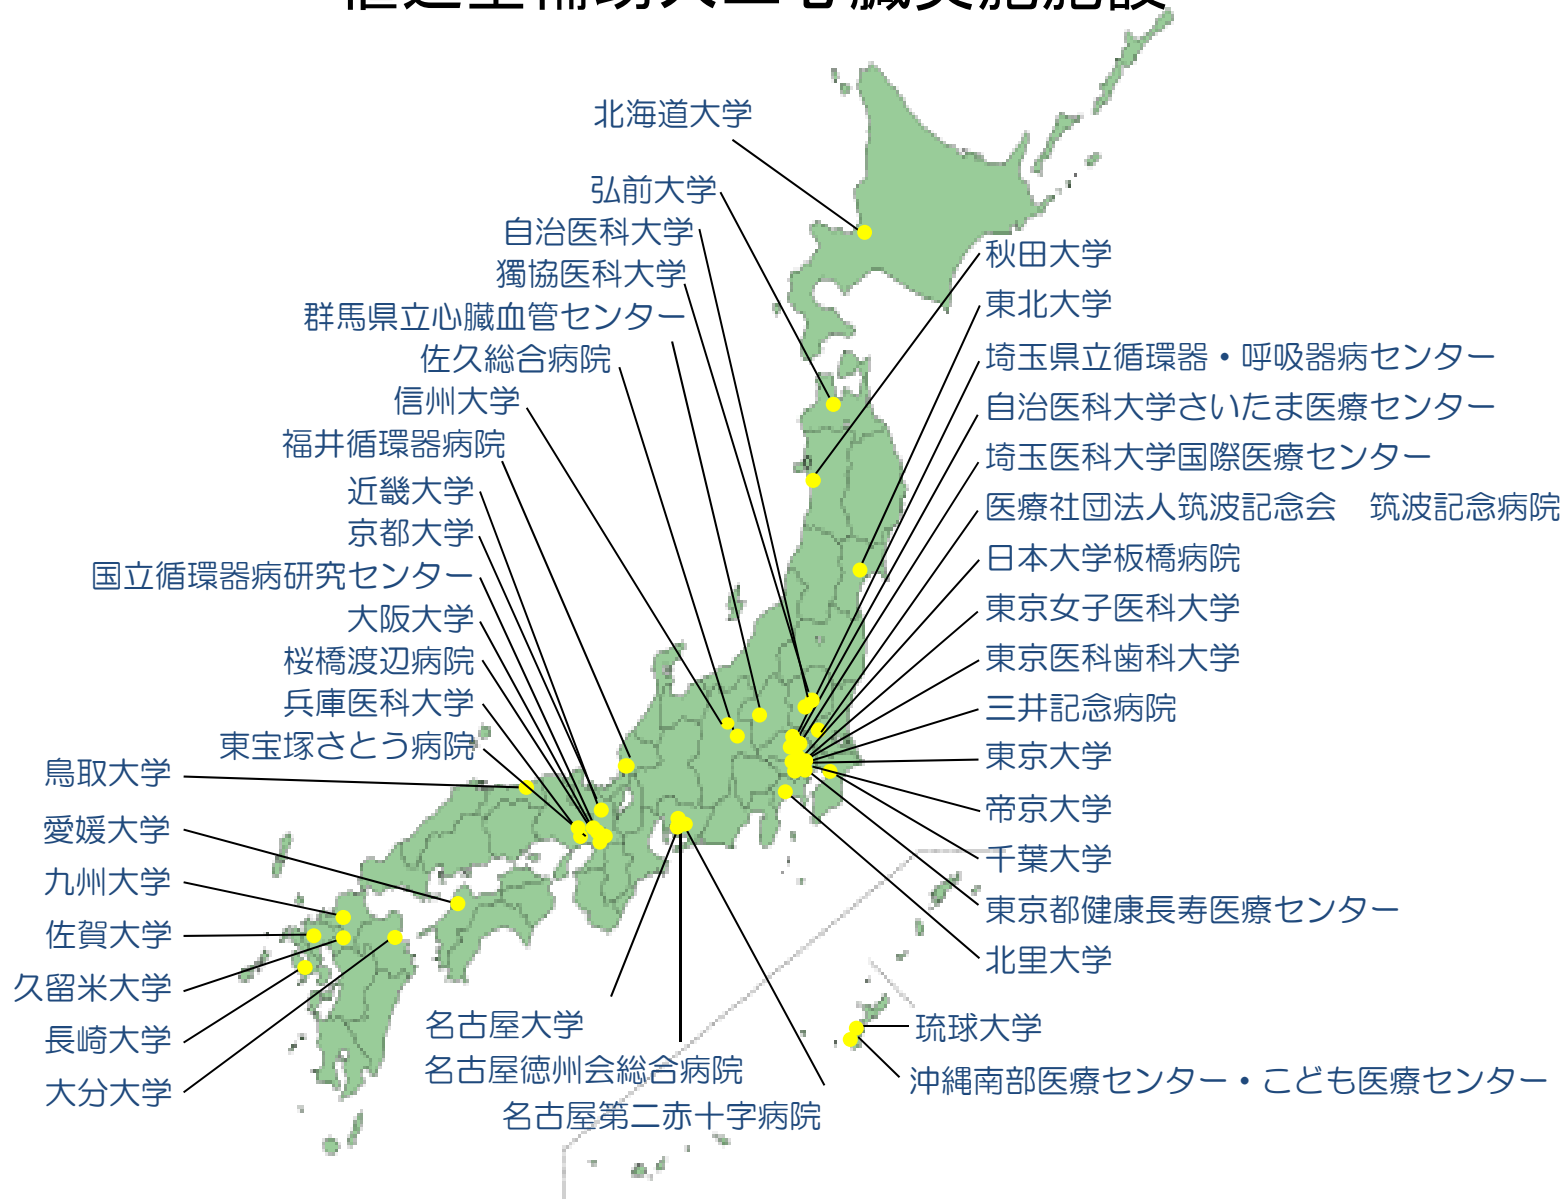 補助人工心臓実施施設
北海道大学
弘前大学
自治医科大学
獨協医科大学
群馬県立心臓血管センター
佐久総合病院
信州大学
福井循環器病院
近畿大学
京都大学
国立循環器病研究センター
大阪大学
桜橋渡辺病院
兵庫医科大学
東宝塚さとう病院
鳥取大学
愛媛大学
九州大学
佐賀大学
久留米大学
長崎大学
大分大学
名古屋大学
名古屋徳州会総合病院
名古屋第二赤十字病院
秋田大学
東北大学
埼玉県立循環器・呼吸器病センター
自治医科大学さいたま医療センター
埼玉医科大学国際医療センター
医療社団法人筑波記念会　筑波記念病院
日本大学板橋病院
東京女子医科大学
東京医科歯科大学
三井記念病院
東京大学
帝京大学
千葉大学
東京都健康長寿医療センター
北里大学
琉球大学
沖縄南部医療センター・こども医療センター